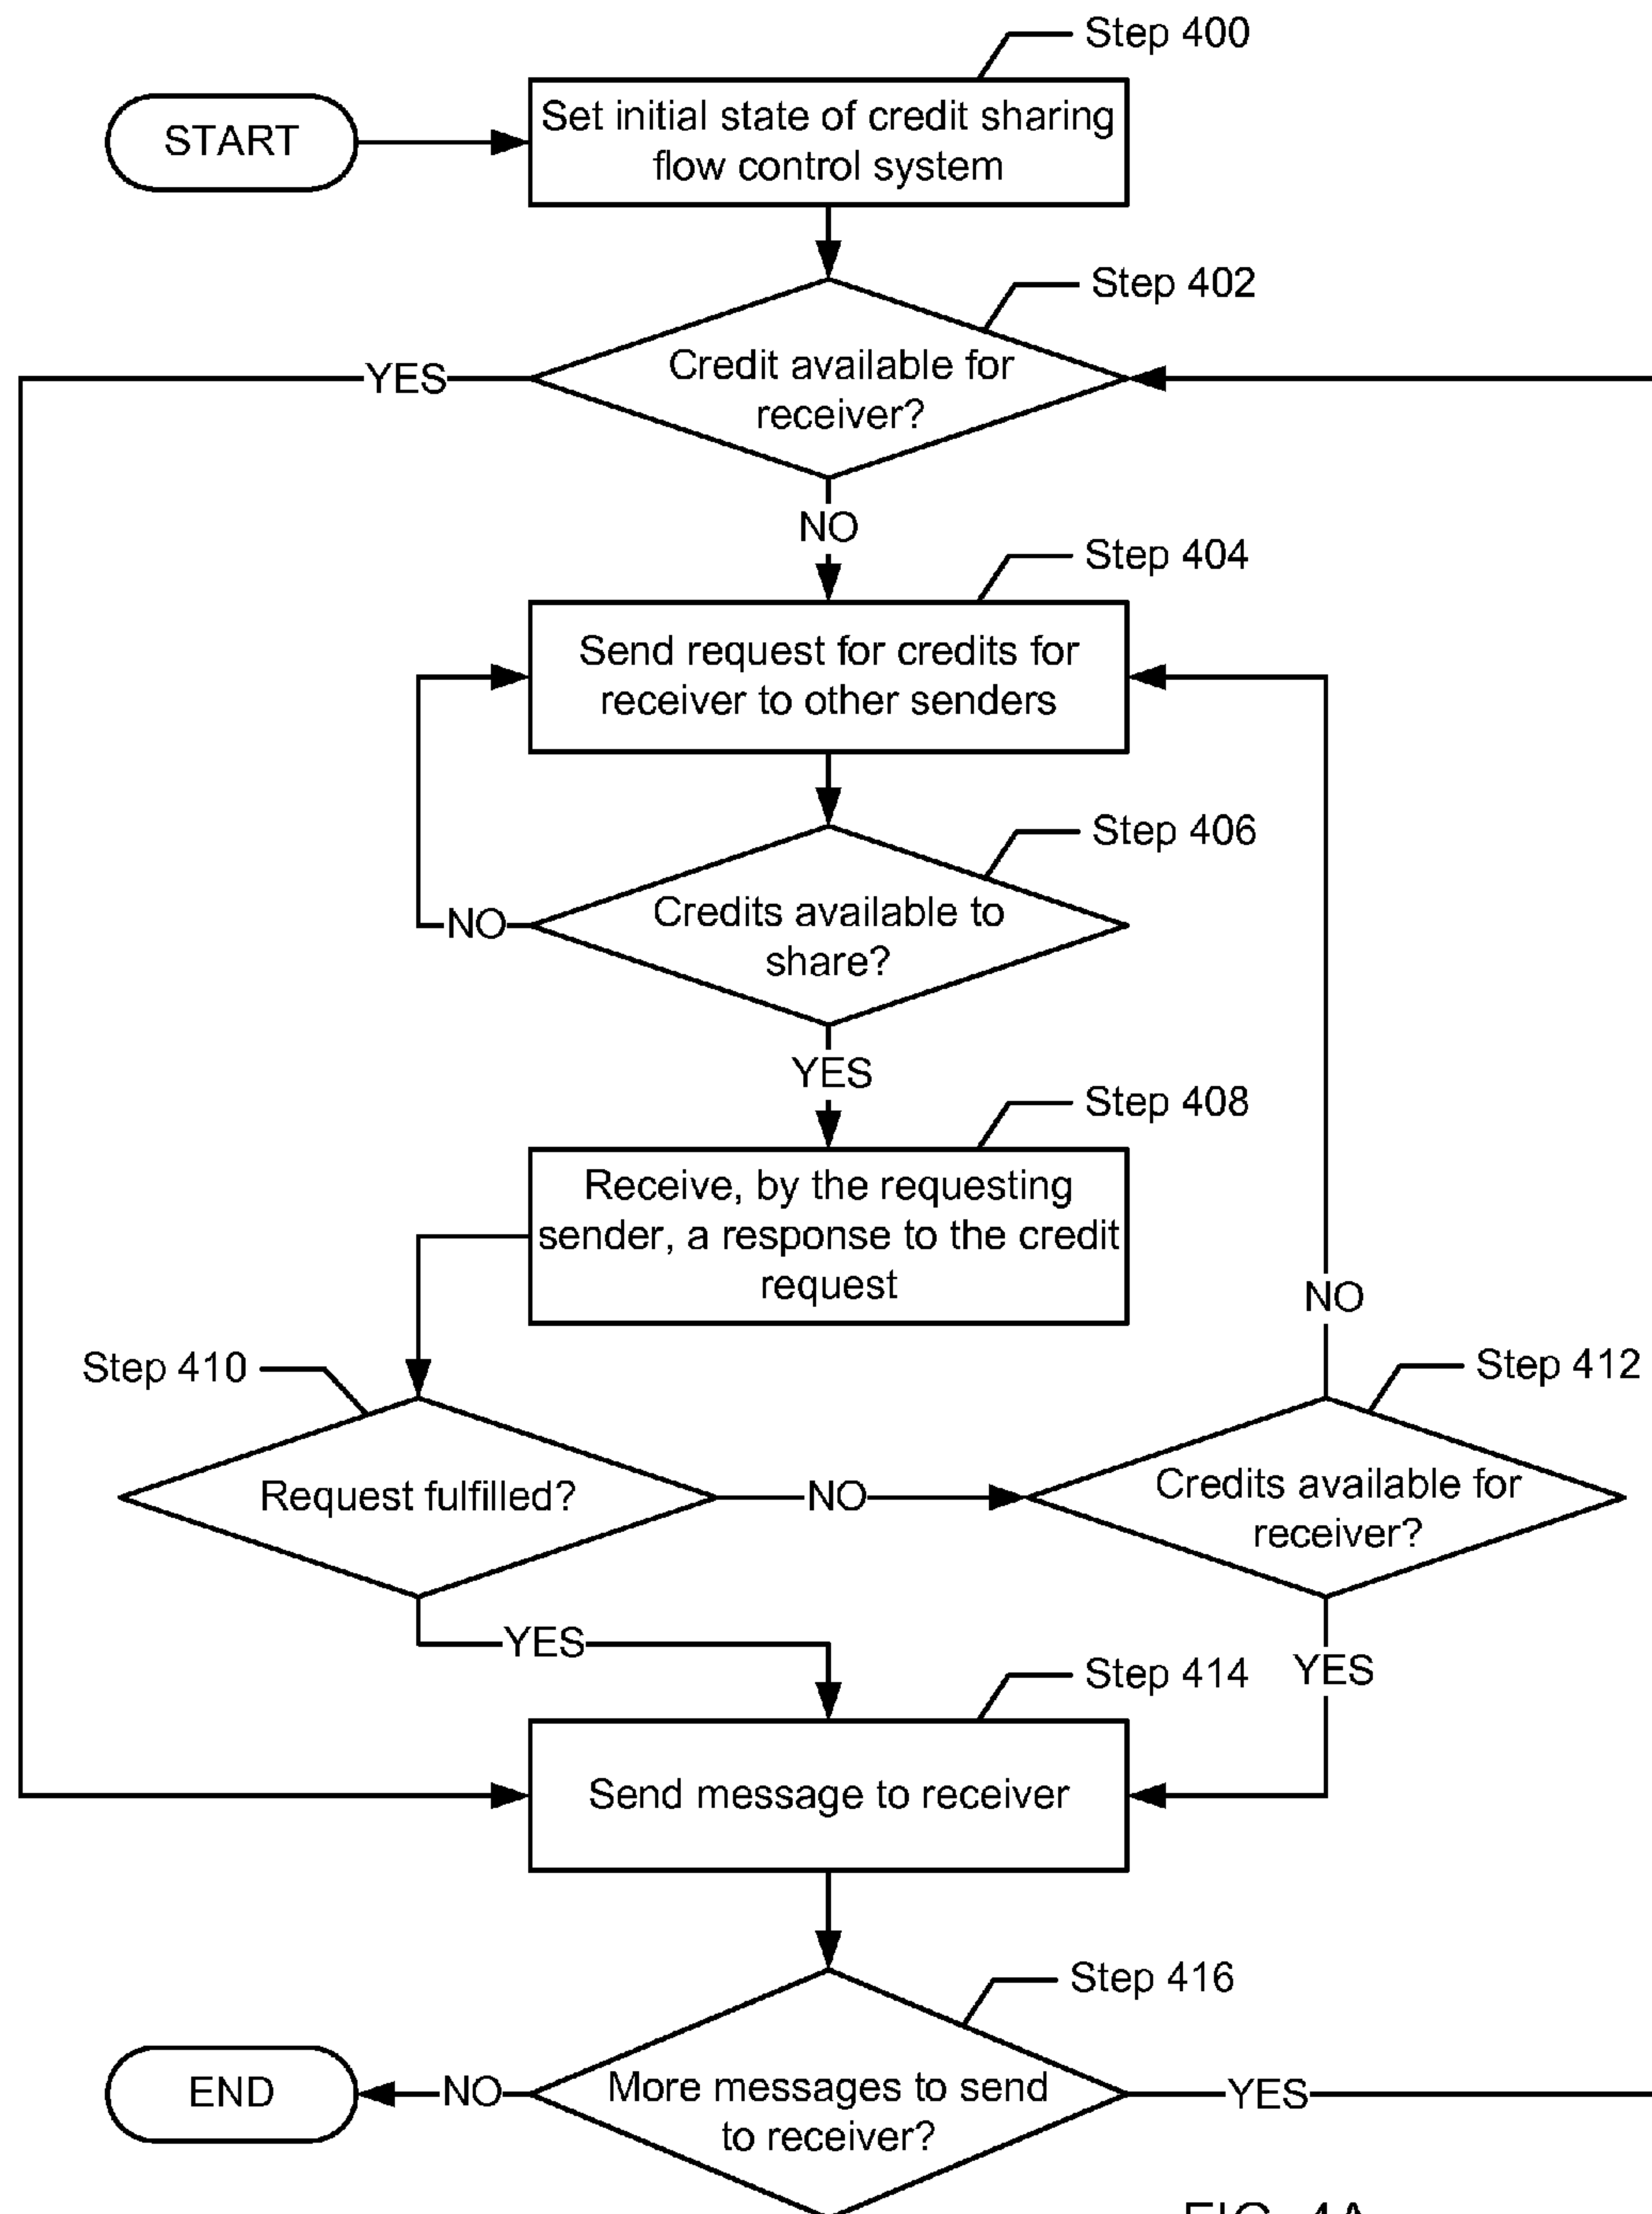 Step 400
START
Set initial state of credit sharing
flow control system
Step 402
Credit available for
receiver?
YES
NO
Step 404
Send request for credits for
receiver to other senders
Step 406
Credits available to
share?
NO
YES
Step 408
Receive, by the requesting
sender, a response to the credit
request
NO
Step 410
Step 412
Request fulfilled?
NO
Credits available for
receiver?
YES
Step 414
YES
Send message to receiver
Step 416
END
NO
More messages to send
to receiver?
YES
FIG. 4A